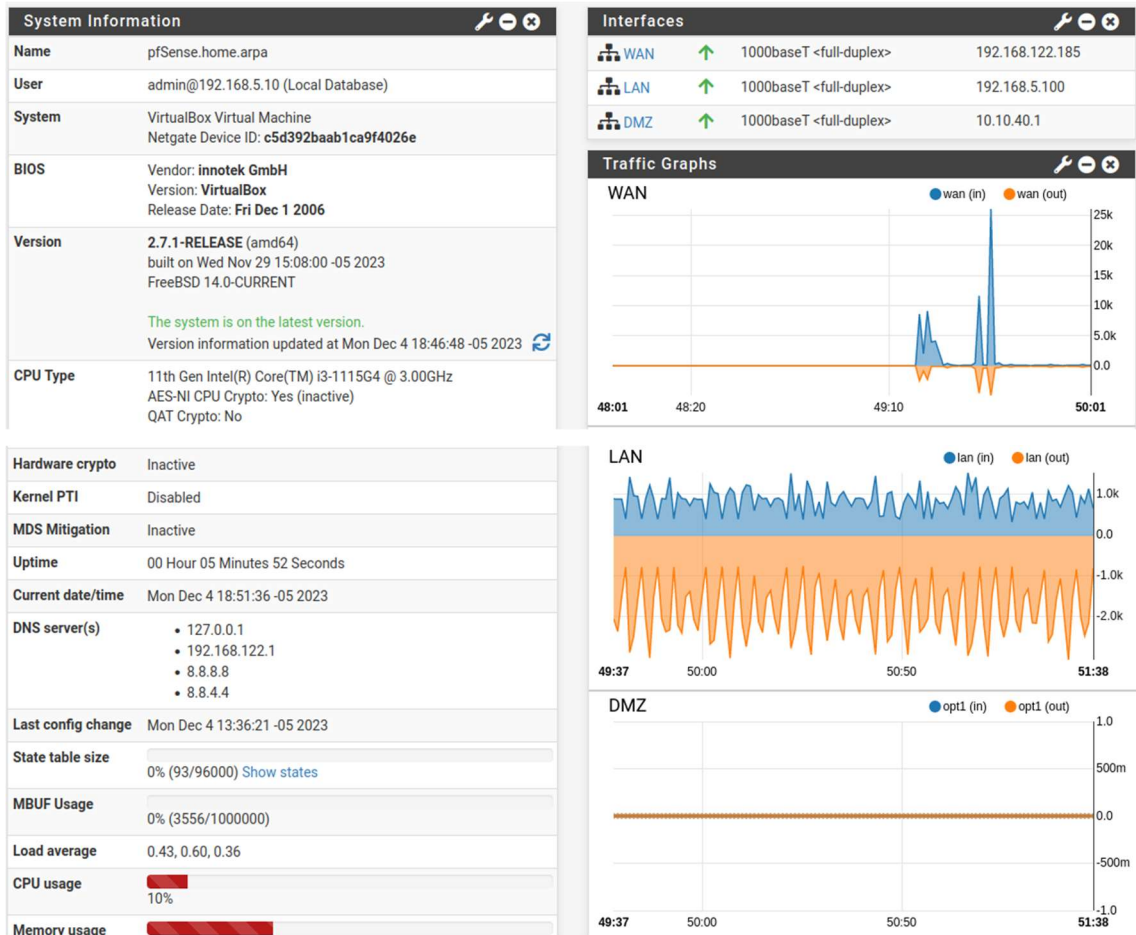 System Information
Name pfSense.home.arpa
User admin@192.168.5.10 (Local Database)
System VirtualBox Virtual Machine
Netgate Device ID: c5d392baab1ca9f4026e
BIOS Vendor: innotek GmbH
Version: VirtualBox
Release Date: Fri Dec 1 2006
Version 2.7.1-RELEASE (amd64)
built on Wed Nov 29 15:08:00 -05 2023
FreeBSD 14.0-CURRENT
The system is on the latest version.
Version information updated at Mon Dec 4 18:46:48 -05 2023
CPU Type 11th Gen Intel(R) Core(TM) i3-1115G4 @ 3.00GHz
AES-NI CPU Crypto: Yes (inactive)
QAT Crypto: No
Hardware crypto Inactive
Kernel PTI Disabled
MDS Mitigation Inactive
Uptime 00 Hour 05 Minutes 52 Seconds
Current date/time Mon Dec 4 18:51:36 -05 2023
DNS server(s) • 127.0.0.1
• 192.168.122.1
• 8.8.8.8
• 8.8.4.4
Last config change Mon Dec 4 13:36:21 -05 2023
State table size
0% (93/96000) Show states
MBUF Usage
0% (3556/1000000)
Load average 0.43, 0.60, 0.36
CPU usage
10%
Memory usage
Interfaces
WAN 1000baseT <full-duplex> 192.168.122.185
LAN 1000baseT <full-duplex> 192.168.5.100
DMZ 1000baseT <full-duplex> 10.10.40.1
Traffic Graphs
WAN wan (in) wan (out)
25k
20k
15k
10k
5.0k
0.0
48:01 48:20 49:10 50:01
LAN lan (in) lan (out)
1.0k
0.0
-1.0k
-2.0k
49:37 50:00 50:50 51:38
DMZ opt1 (in) opt1 (out)
1.0
500m
0.0
-500m
-1.0
49:37 50:00 50:50 51:38